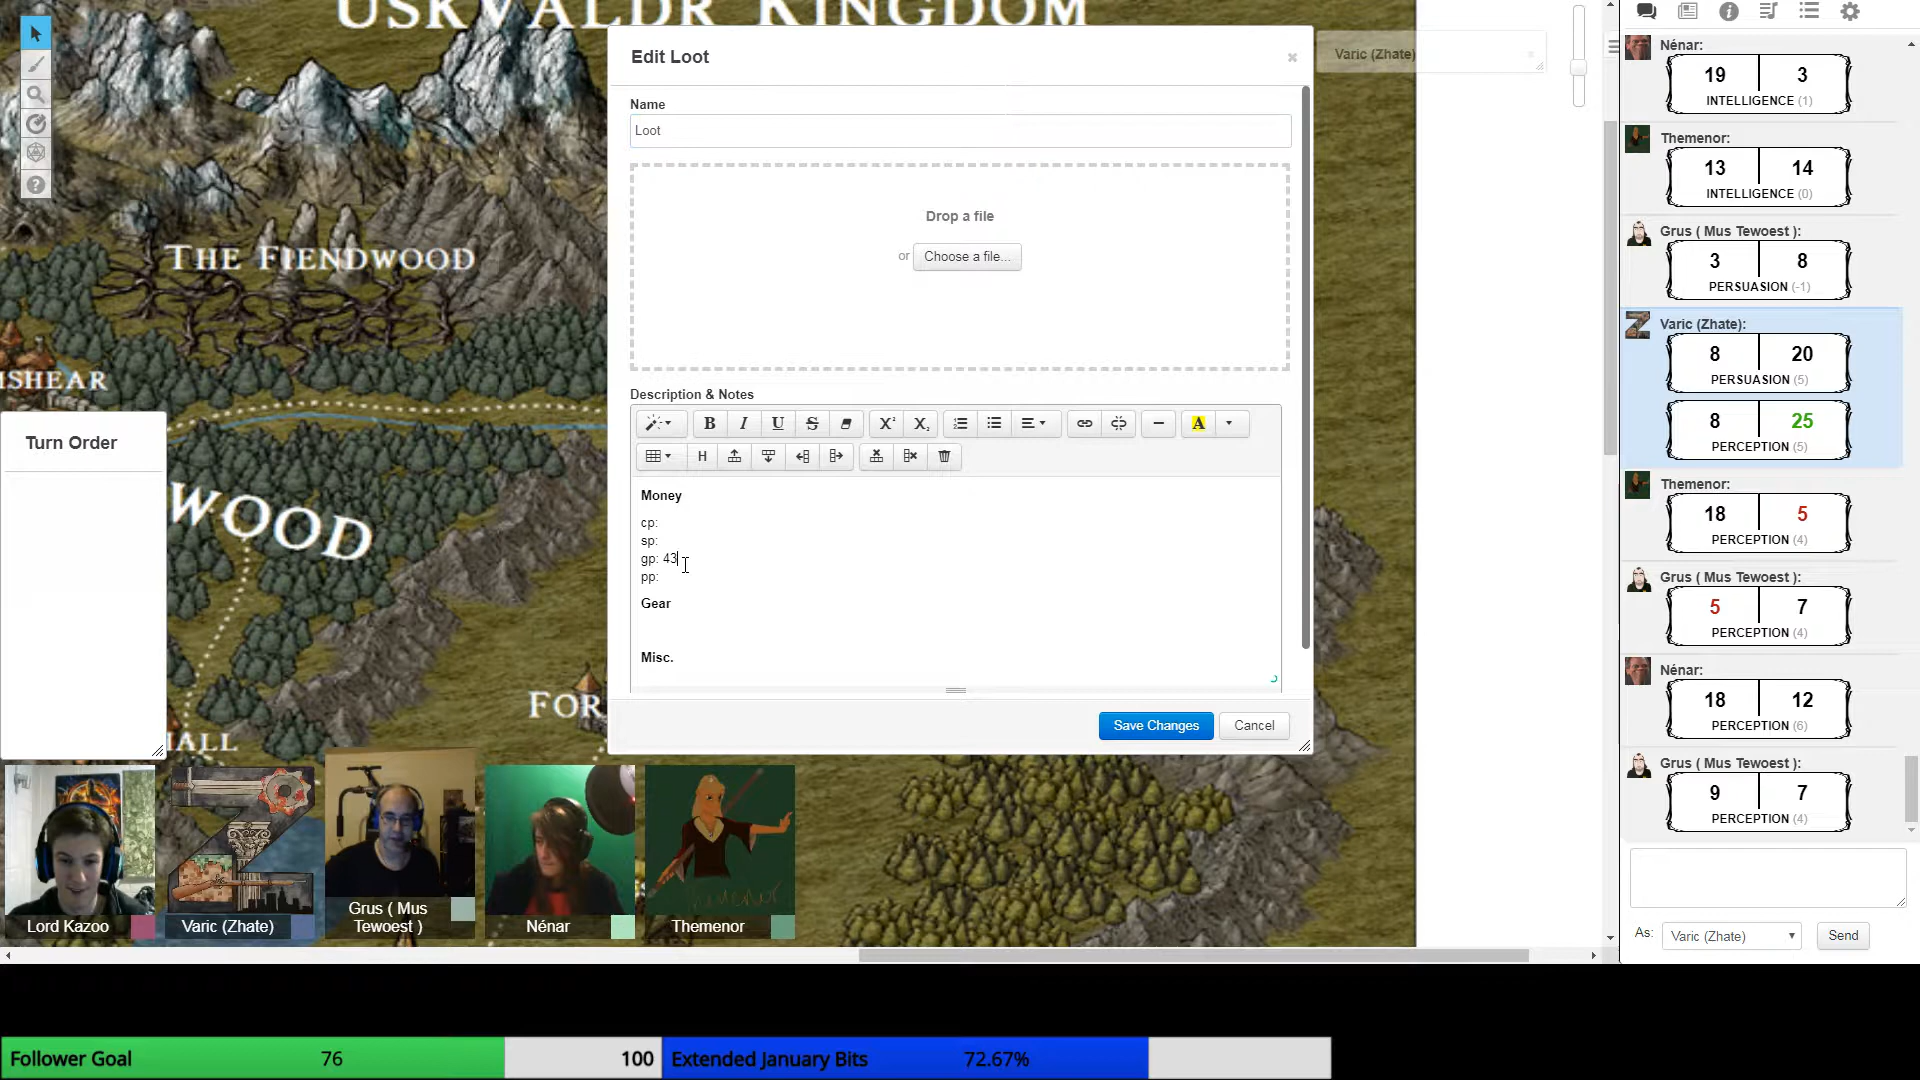 USKVALDR KINGDOM
THE FIENDWOOD
ISHEAR
WOOD
FOR
HALL
Turn Order
Edit Loot
Name
Loot
Drop a file
or Choose a file...
Description & Notes
Money
cp:
sp:
gp: 43
pp:
Gear
Misc.
Save Changes
Cancel
Varic (Zhate)
Nénar:
19 3
INTELLIGENCE (1)
Themenor:
13 14
INTELLIGENCE (0)
Grus ( Mus Tewoest ):
3 8
PERSUASION (-1)
Varic (Zhate):
8 20
PERSUASION (5)
8 25
PERCEPTION (5)
Themenor:
18 5
PERCEPTION (4)
Grus ( Mus Tewoest ):
5 7
PERCEPTION (4)
Nénar:
18 12
PERCEPTION (6)
Grus ( Mus Tewoest ):
9 7
PERCEPTION (4)
As: Varic (Zhate)
Send
Lord Kazoo
Varic (Zhate)
Grus ( Mus
Tewoest )
Nénar
Themenor
Follower Goal 76 100
Extended January Bits 72.67%